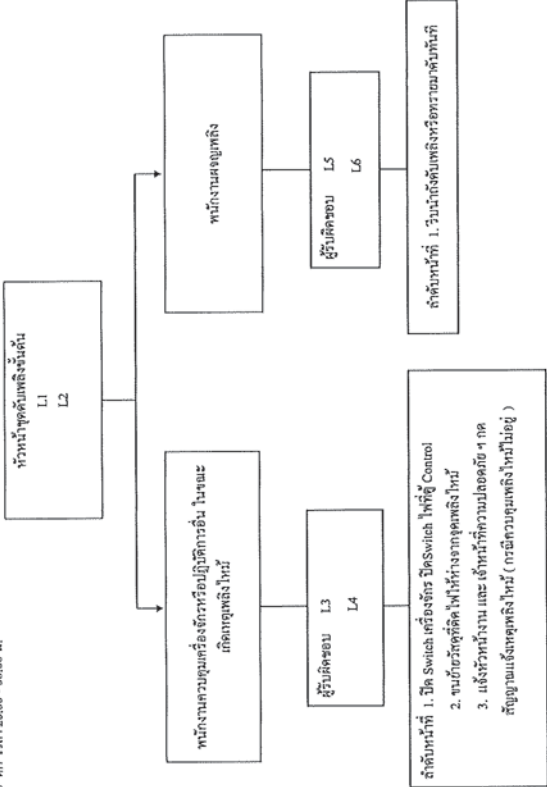 หัวหน้าชุดดับเพลิงขั้นต้น
L1
L2
พนักงานควบคุมเครื่องจักรหรือปฏิบัติการอื่น ในขณะ
เกิดเหตุเพลิงไหม้
พนักงานผจญเพลิง
ผู้รับผิดชอบ L3
L4
ผู้รับผิดชอบ L5
L6
ลำดับหน้าที่ 1. ปิด Switch เครื่องจักร ปิดSwitch ไฟที่ตู้ Control
2. ขนย้ายวัสดุที่ติดไฟให้ห่างจากจุดเพลิงไหม้
3. แจ้งหัวหน้างาน และ เจ้าหน้าที่ความปลอดภัย ฯ กด
สัญญาณแจ้งเหตุเพลิงไหม้ ( กรณีควบคุมเพลิงไหม้ไม่อยู่ )
ลำดับหน้าที่ 1. วิ่งนำถังดับเพลิงหรือทรายมาดับทันที